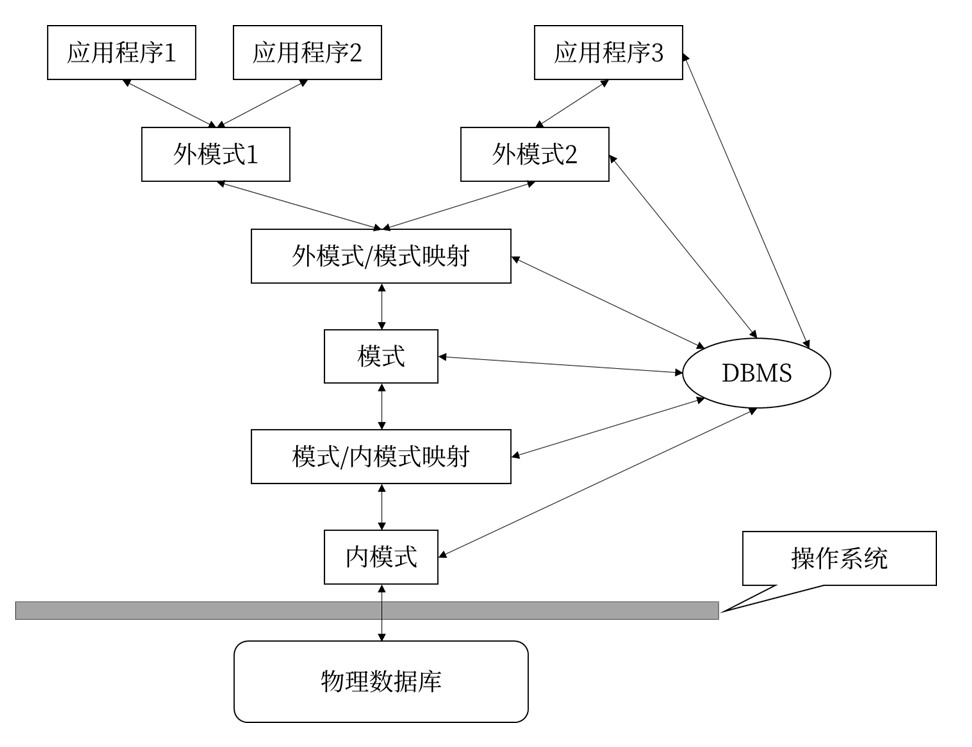 应用程序1
应用程序2
应用程序3
外模式1
外模式2
外模式/模式映射
模式
DBMS
模式/内模式映射
内模式
操作系统
物理数据库